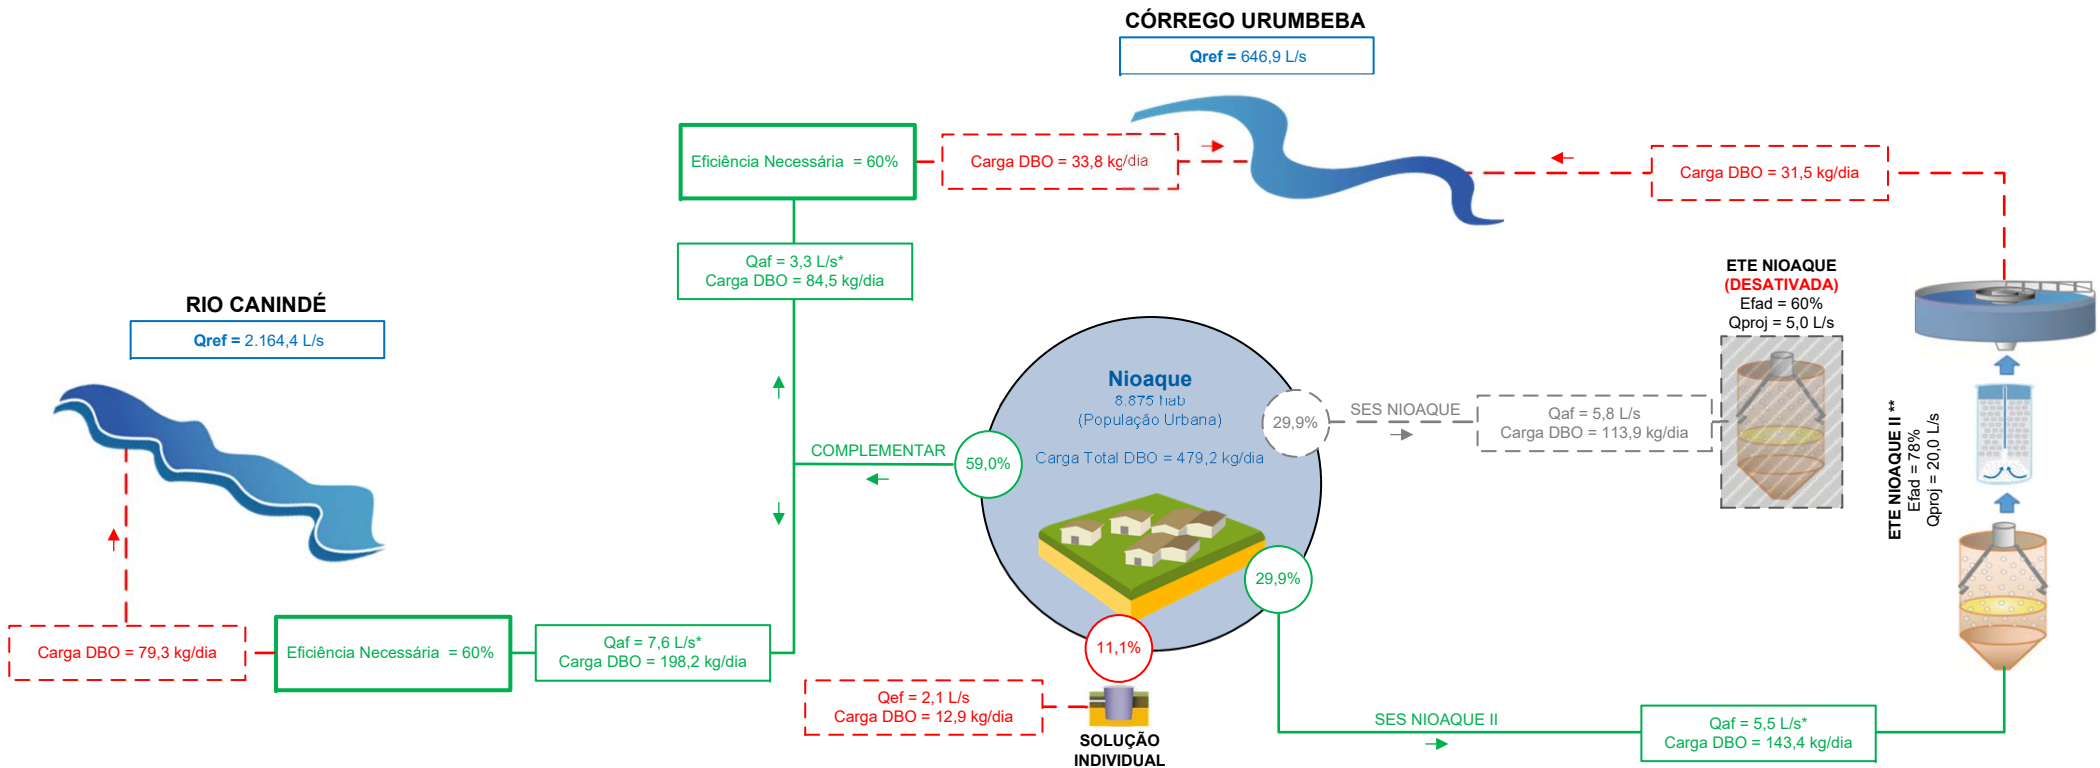 CÓRREGO URUMBEBA
Qref = 646,9 L/s
Eficiência Necessária = 60%
Carga DBO = 33,8 kg/dia
Carga DBO = 31,5 kg/dia
Qaf = 3,3 L/s*
Carga DBO = 84,5 kg/dia
RIO CANINDÉ
Qref = 2.164,4 L/s
ETE NIOAQUE
(DESATIVADA)
Efad = 60%
Qproj = 5,0 L/s
Nioaque
8.875 hab
(População Urbana)
Carga Total DBO = 479,2 kg/dia
29,9%
SES NIOAQUE
Qaf = 5,8 L/s
Carga DBO = 113,9 kg/dia
ETE NIOAQUE II **
Efad = 78%
Qproj = 20,0 L/s
COMPLEMENTAR
59,0%
29,9%
11,1%
Carga DBO = 79,3 kg/dia
Eficiência Necessária = 60%
Qaf = 7,6 L/s*
Carga DBO = 198,2 kg/dia
Qef = 2,1 L/s
Carga DBO = 12,9 kg/dia
SOLUÇÃO
INDIVIDUAL
SES NIOAQUE II
Qaf = 5,5 L/s*
Carga DBO = 143,4 kg/dia